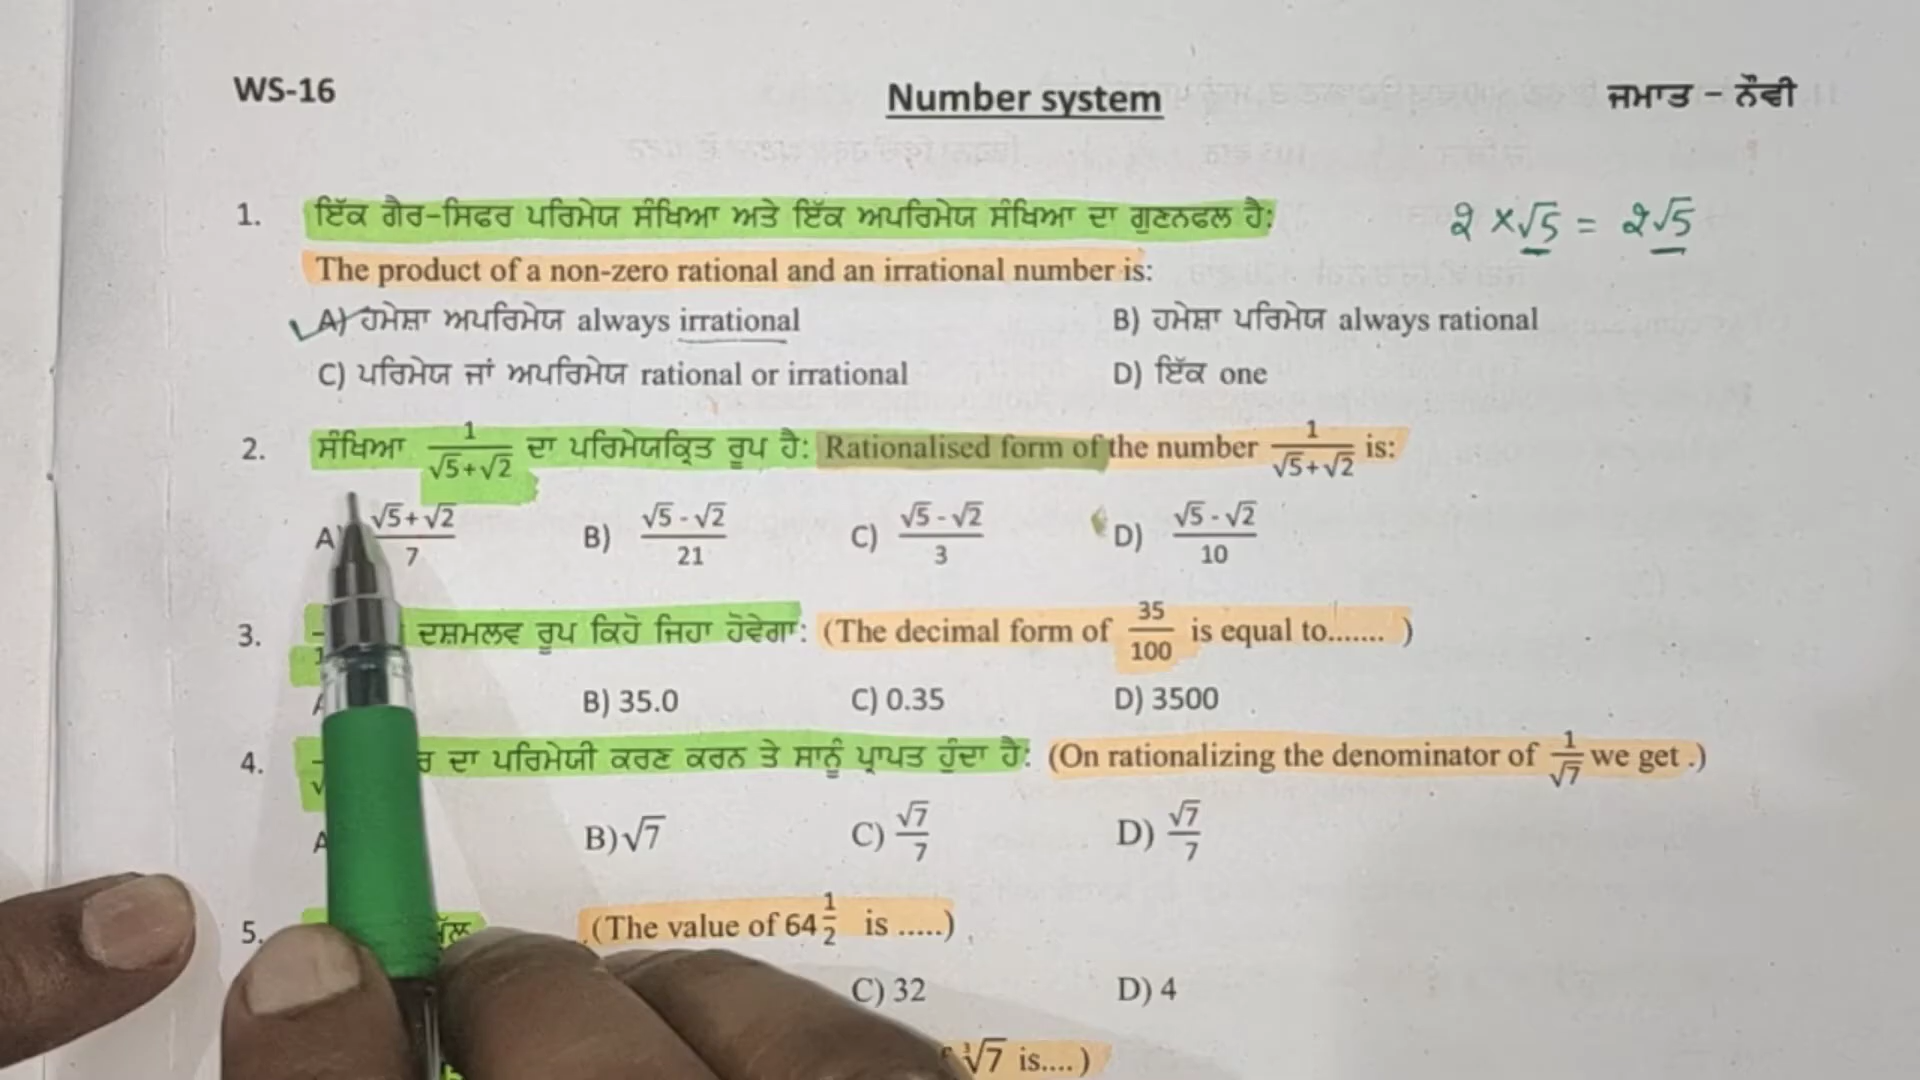 WS-16 Number system ਜਮਾਤ – ਨੌਵੀ
1. ਇੱਕ ਗੈਰ-ਸਿਫਰ ਪਰਿਮੇਯ ਸੰਖਿਆ ਅਤੇ ਇੱਕ ਅਪਰਿਮੇਯ ਸੰਖਿਆ ਦਾ ਗੁਣਨਫਲ ਹੈ: 2 × √5 = 2√5
The product of a non-zero rational and an irrational number is:
A) ਹਮੇਸ਼ਾ ਅਪਰਿਮੇਯ always irrational B) ਹਮੇਸ਼ਾ ਪਰਿਮੇਯ always rational
C) ਪਰਿਮੇਯ ਜਾਂ ਅਪਰਿਮੇਯ rational or irrational D) ਇੱਕ one
2. ਸੰਖਿਆ 1/(√5+√2) ਦਾ ਪਰਿਮੇਯਕ੍ਰਿਤ ਰੂਪ ਹੈ: Rationalised form of the number 1/(√5+√2) is:
A (√5+√2)/7 B) (√5-√2)/21 C) (√5-√2)/3 D) (√5-√2)/10
3. ਦਸ਼ਮਲਵ ਰੂਪ ਕਿਹੋ ਜਿਹਾ ਹੋਵੇਗਾ: (The decimal form of 35/100 is equal to....... )
B) 35.0 C) 0.35 D) 3500
4. ਦਾ ਪਰਿਮੇਯੀ ਕਰਣ ਕਰਨ ਤੇ ਸਾਨੂੰ ਪ੍ਰਾਪਤ ਹੁੰਦਾ ਹੈ: (On rationalizing the denominator of 1/√7 we get .)
B)√7 C) √7/7 D) √7/7
5. (The value of 64 1/2 is .....)
C) 32 D) 4
∛7 is....)